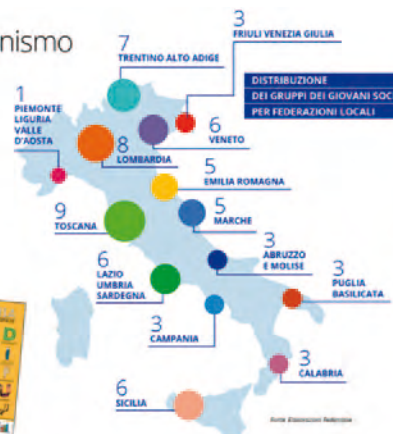 nismo
7
TRENTINO ALTO ADIGE
3
FRIULI VENEZIA GIULIA
DISTRIBUZIONE
DEI GRUPPI DEI GIOVANI SOC
PER FEDERAZIONI LOCALI
1
PIEMONTE
LIGURIA
VALLE
D'AOSTA
8
LOMBARDIA
6
VENETO
5
EMILIA ROMAGNA
9
TOSCANA
5
MARCHE
6
LAZIO
UMBRIA
SARDEGNA
3
ABRUZZO
E MOLISE
3
PUGLIA
BASILICATA
3
CAMPANIA
3
CALABRIA
6
SICILIA